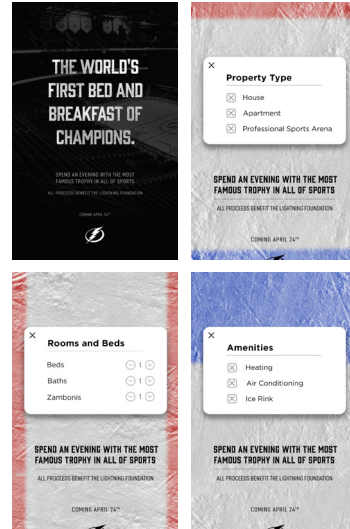 THE WORLD'S
FIRST BED AND
BREAKFAST OF
CHAMPIONS.
SPEND AN EVENING WITH THE MOST
FAMOUS TROPHY IN ALL OF SPORTS
ALL PROCEEDS BENEFIT THE LIGHTNING FOUNDATION
COMING APRIL 24TH
Property Type
House
Apartment
Professional Sports Arena
SPEND AN EVENING WITH THE MOST
FAMOUS TROPHY IN ALL OF SPORTS
ALL PROCEEDS BENEFIT THE LIGHTNING FOUNDATION
COMING APRIL 24TH
Rooms and Beds
Beds 1
Baths 1
Zambonis 1
SPEND AN EVENING WITH THE MOST
FAMOUS TROPHY IN ALL OF SPORTS
ALL PROCEEDS BENEFIT THE LIGHTNING FOUNDATION
COMING APRIL 24TH
Amenities
Heating
Air Conditioning
Ice Rink
SPEND AN EVENING WITH THE MOST
FAMOUS TROPHY IN ALL OF SPORTS
ALL PROCEEDS BENEFIT THE LIGHTNING FOUNDATION
COMING APRIL 24TH